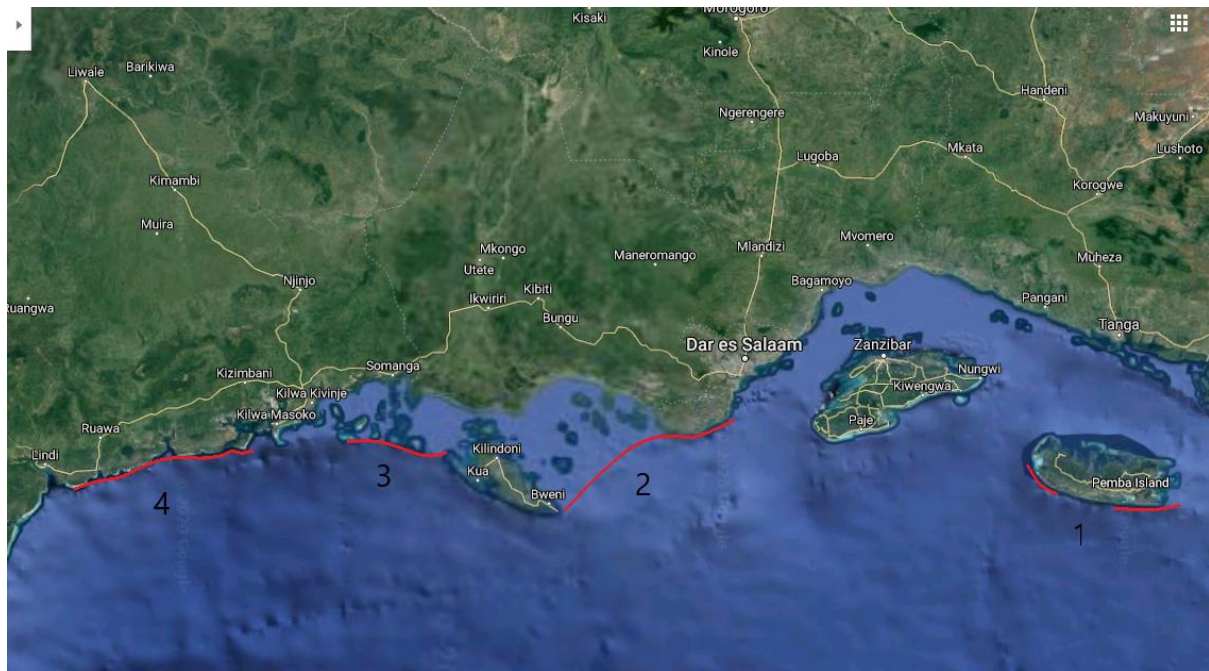 Kisaki
Morogoro
Kinole
Liwale
Barikiwa
Handeni
Ngerengere
Makuyuni
Lugoba
Mkata
Lushoto
Kimambi
Korogwe
Muira
Mvomero
Mkongo
Maneromango
Mlandizi
Muheza
Utete
Njinjo
Bagamoyo
Kibiti
Ikwiriri
Pangani
Ruangwa
Bungu
Tanga
Dar es Salaam
Zanzibar
Somanga
Kizimbani
Nungwi
Kiwengwa
Kilwa Kivinje
Kilwa Masoko
Paje
Ruawa
Kilindoni
Lindi
Kua
3
2
Pemba Island
4
Bweni
1